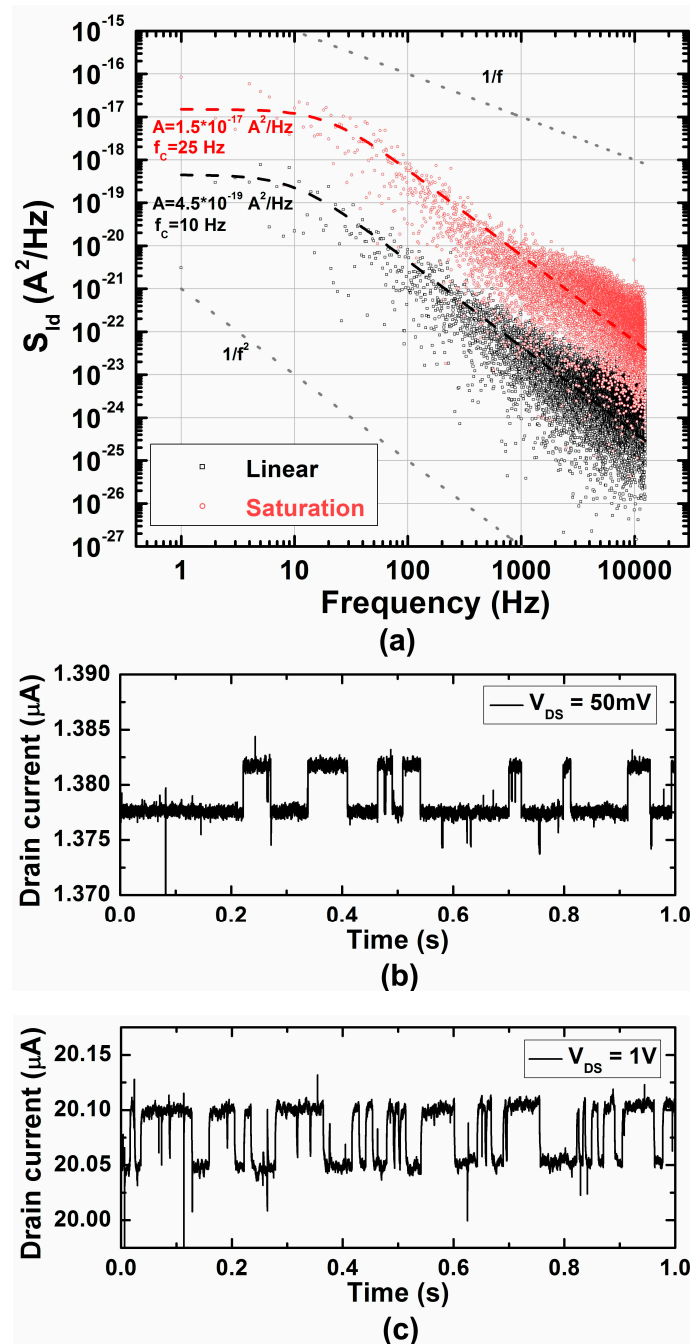 10^-15
10^-16
1/f
10^-17
A=1.5*10^-17 A^2/Hz
f_C=25 Hz
10^-18
10^-19
A=4.5*10^-19 A^2/Hz
f_C=10 Hz
10^-20
10^-21
10^-22
1/f^2
10^-23
10^-24
10^-25
10^-26
10^-27
S_Id (A^2/Hz)
Linear
Saturation
1 10 100 1000 10000
Frequency (Hz)
(a)
1.390
1.385
1.380
1.375
1.370
Drain current (μA)
V_DS = 50mV
0.0 0.2 0.4 0.6 0.8 1.0
Time (s)
(b)
20.15
20.10
20.05
20.00
Drain current (μA)
V_DS = 1V
0.0 0.2 0.4 0.6 0.8 1.0
Time (s)
(c)